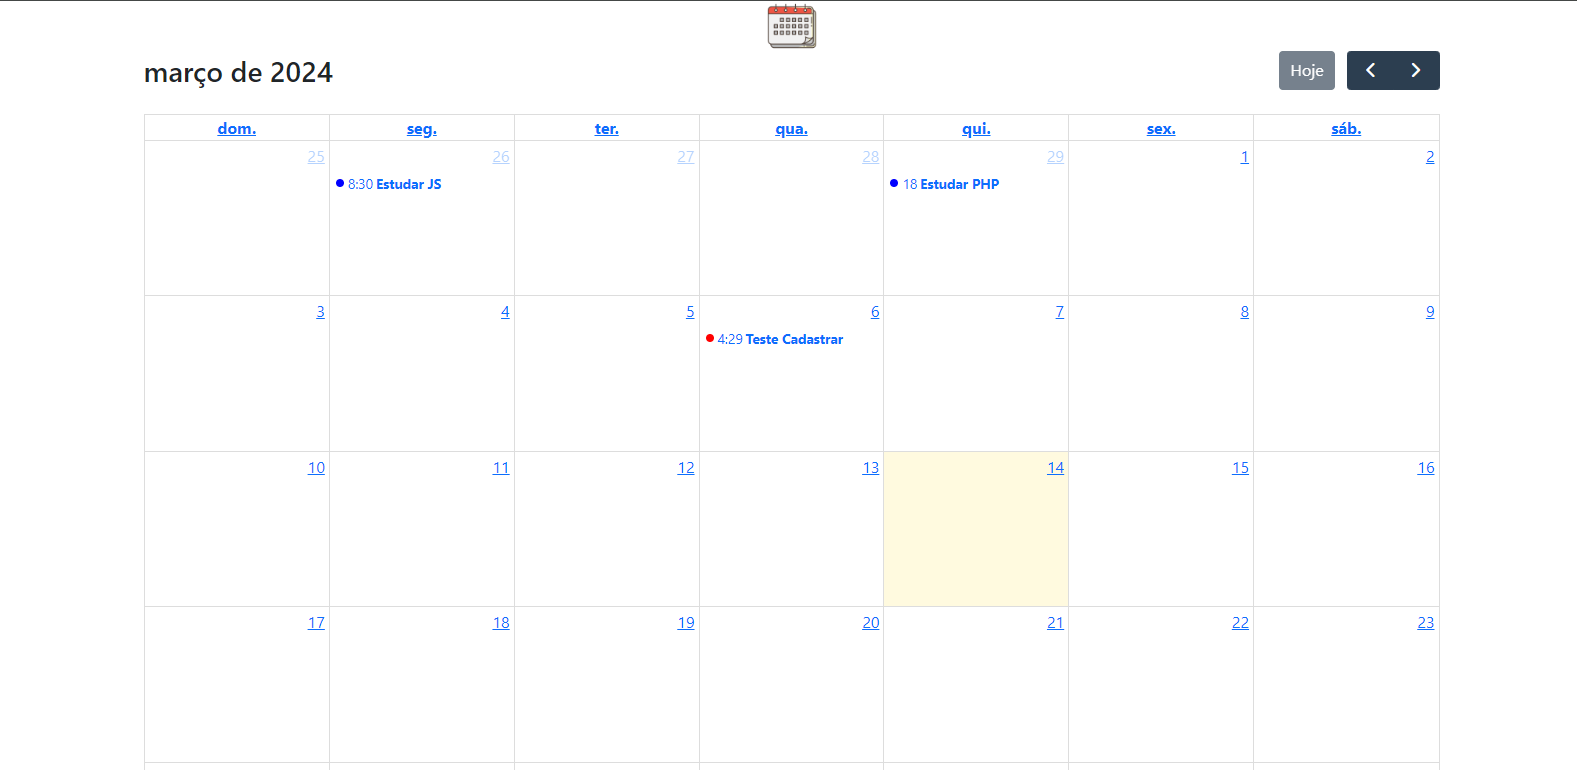 março de 2024
Hoje
dom. seg. ter. qua. qui. sex. sáb.
25 26 27 28 29 1 2
8:30 Estudar JS 18 Estudar PHP
3 4 5 6 7 8 9
4:29 Teste Cadastrar
10 11 12 13 14 15 16
17 18 19 20 21 22 23